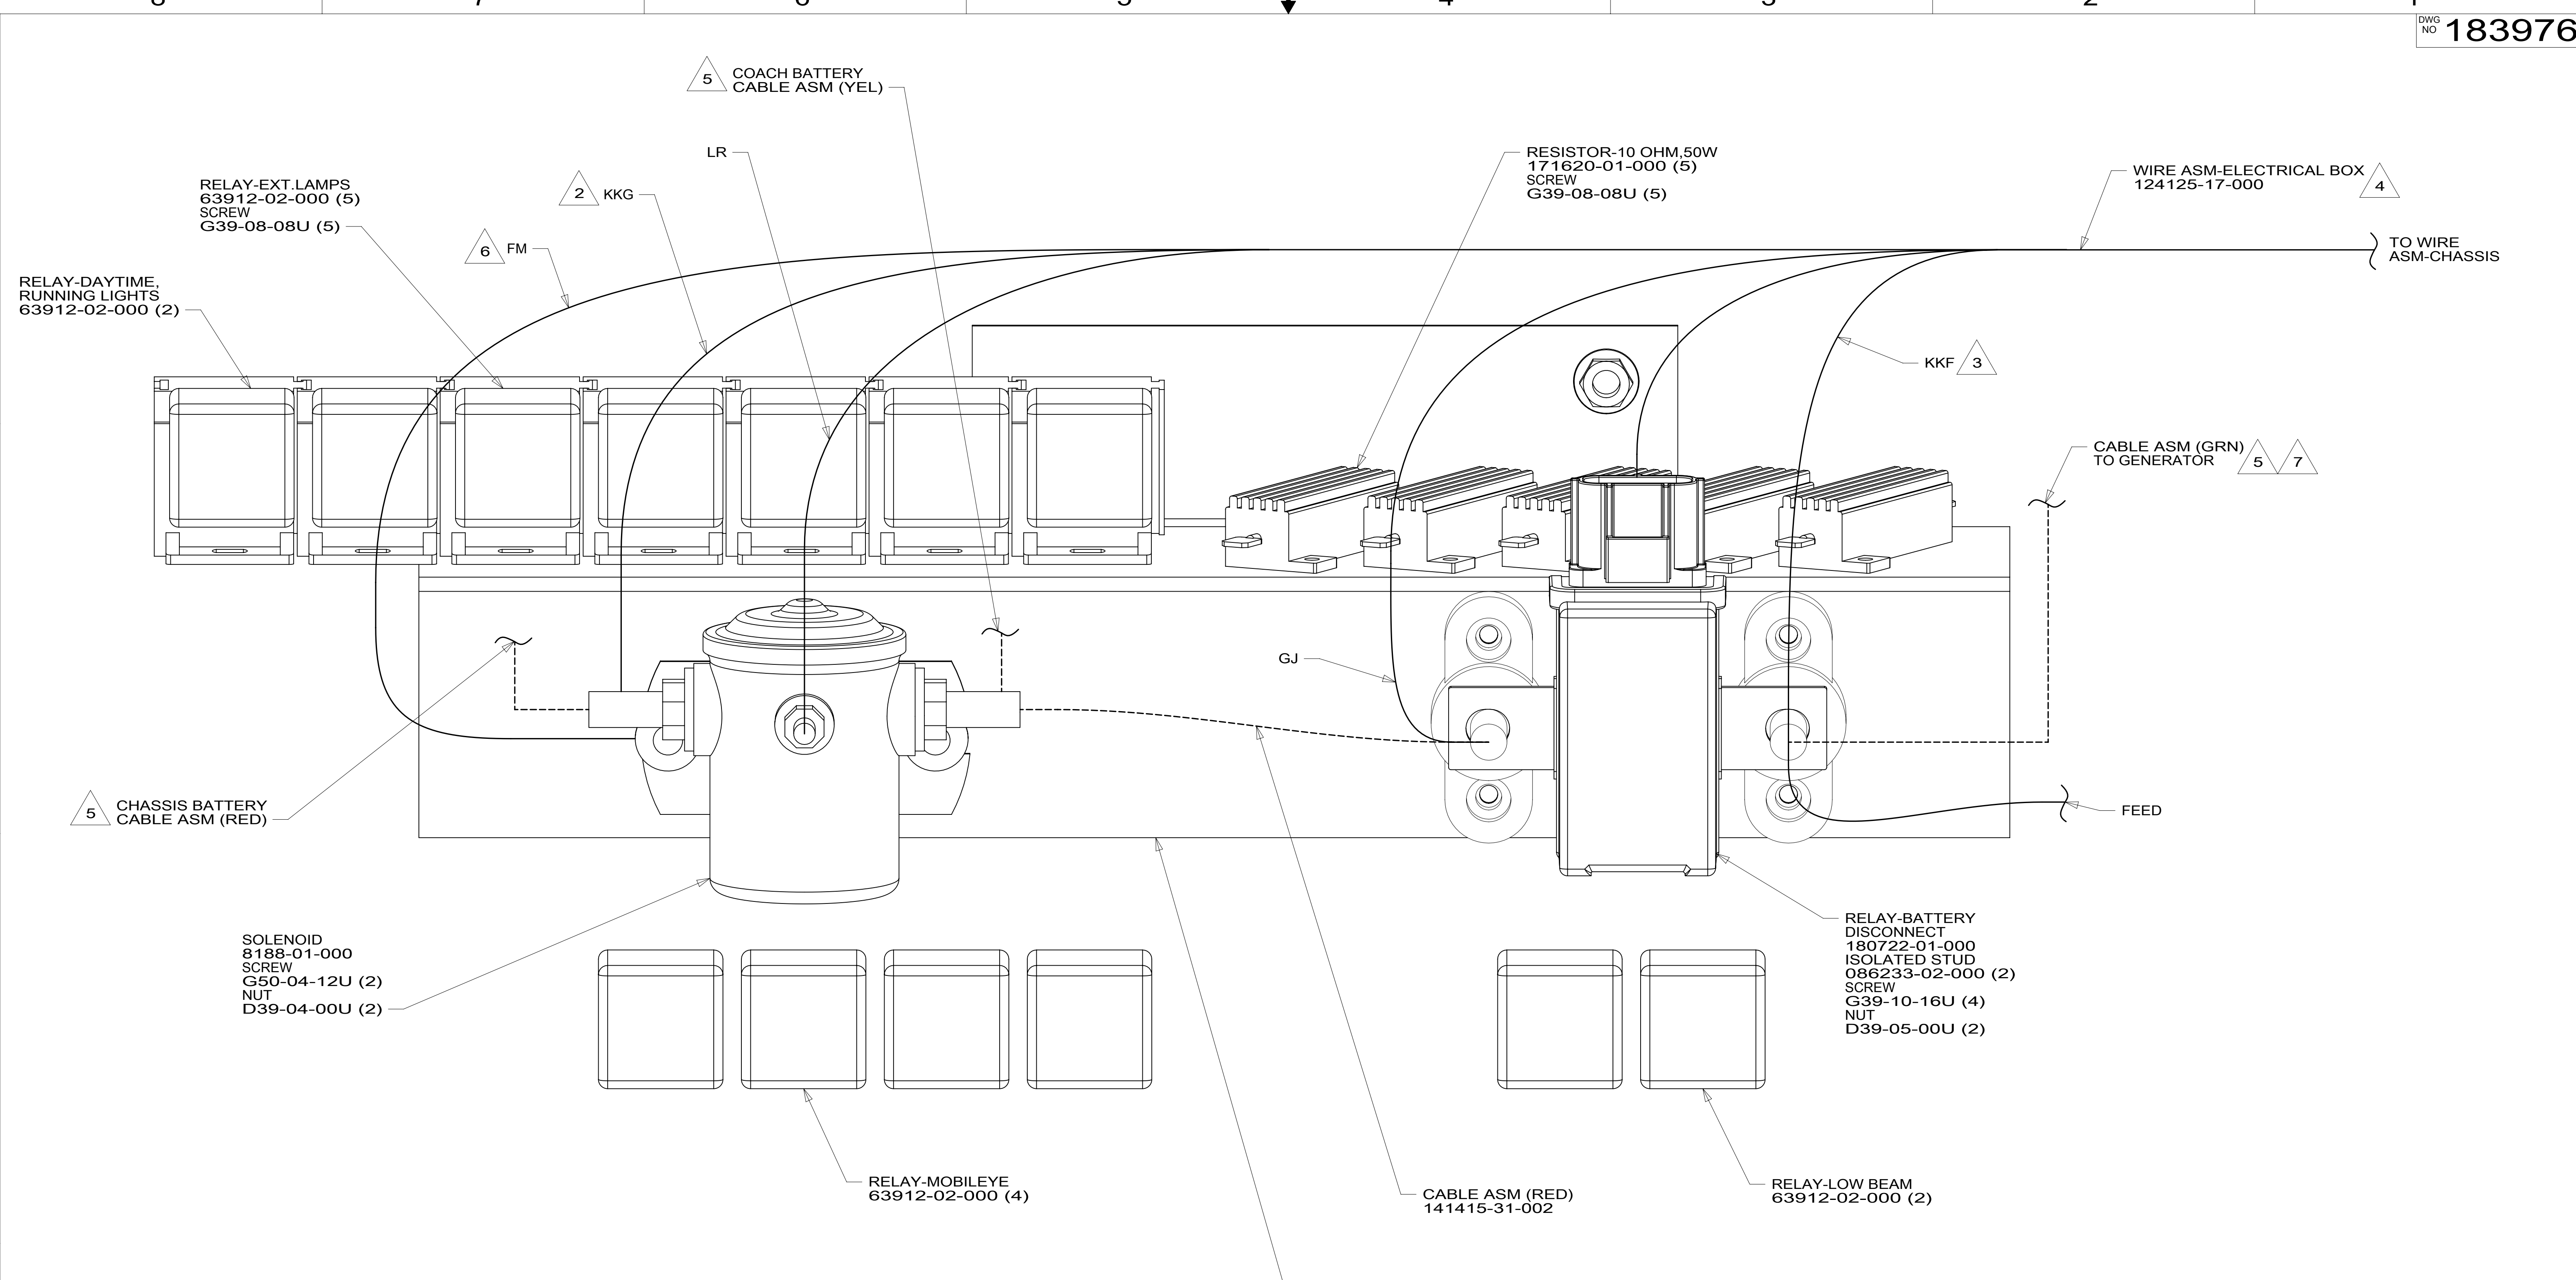 DWG
NO
183976
5
COACH BATTERY
CABLE ASM (YEL)
LR
2
KKG
RELAY-EXT.LAMPS
63912-02-000 (5)
SCREW
G39-08-08U (5)
6
FM
RELAY-DAYTIME,
RUNNING LIGHTS
63912-02-000 (2)
RESISTOR-10 OHM,50W
171620-01-000 (5)
SCREW
G39-08-08U (5)
WIRE ASM-ELECTRICAL BOX
124125-17-000
4
TO WIRE
ASM-CHASSIS
KKF
3
CABLE ASM (GRN)
TO GENERATOR
5
7
GJ
5
CHASSIS BATTERY
CABLE ASM (RED)
FEED
SOLENOID
8188-01-000
SCREW
G50-04-12U (2)
NUT
D39-04-00U (2)
RELAY-BATTERY
DISCONNECT
180722-01-000
ISOLATED STUD
086233-02-000 (2)
SCREW
G39-10-16U (4)
NUT
D39-05-00U (2)
RELAY-MOBILEYE
63912-02-000 (4)
CABLE ASM (RED)
141415-31-002
RELAY-LOW BEAM
63912-02-000 (2)